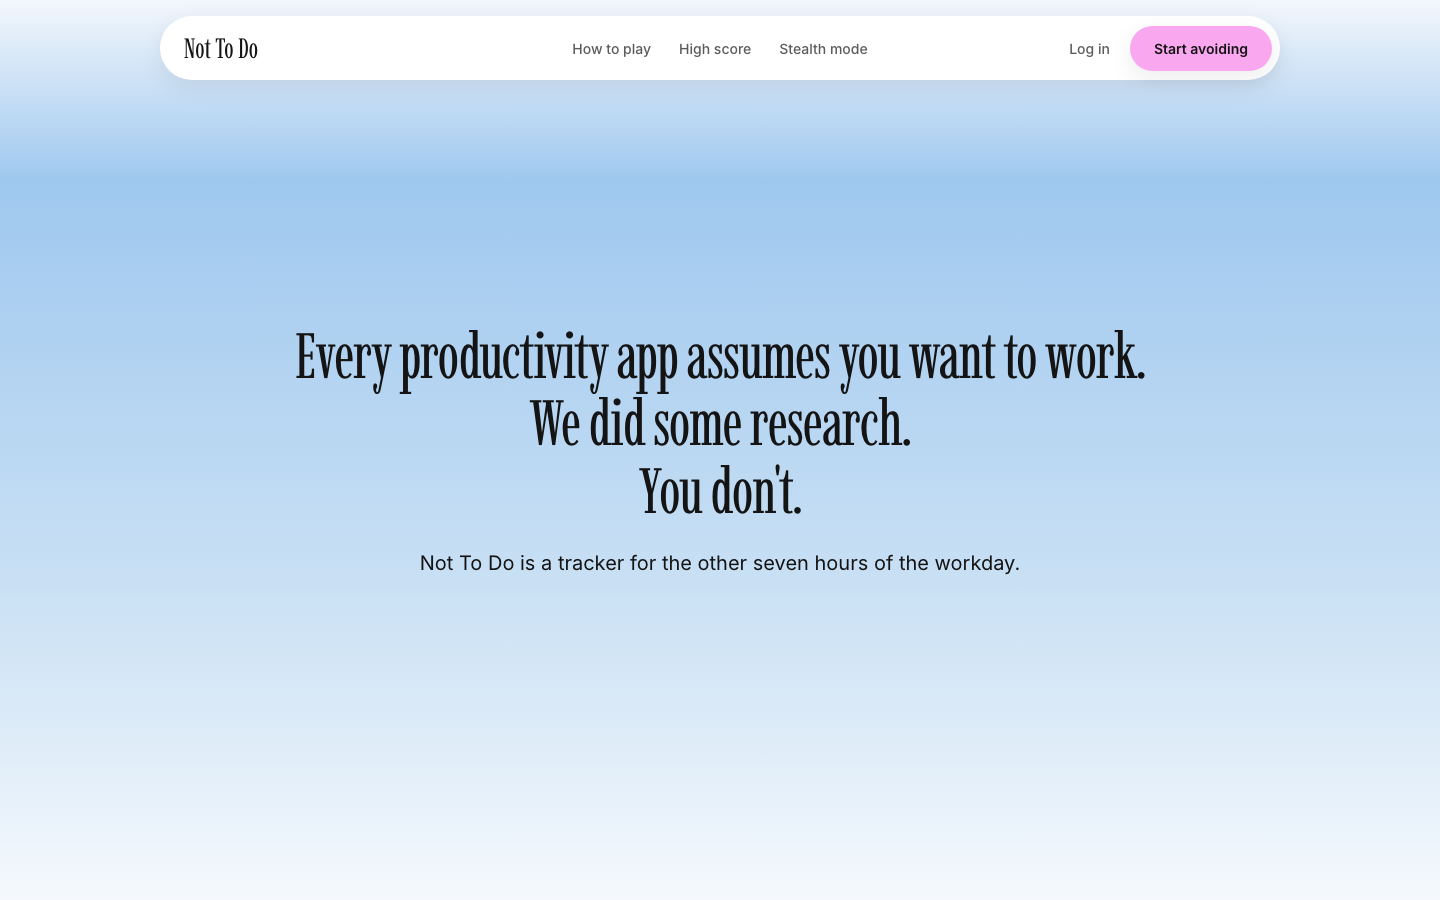 Not To Do
How to play
High score
Stealth mode
Log in
Start avoiding
Every productivity app assumes you want to work.
We did some research.
You don't.
Not To Do is a tracker for the other seven hours of the workday.